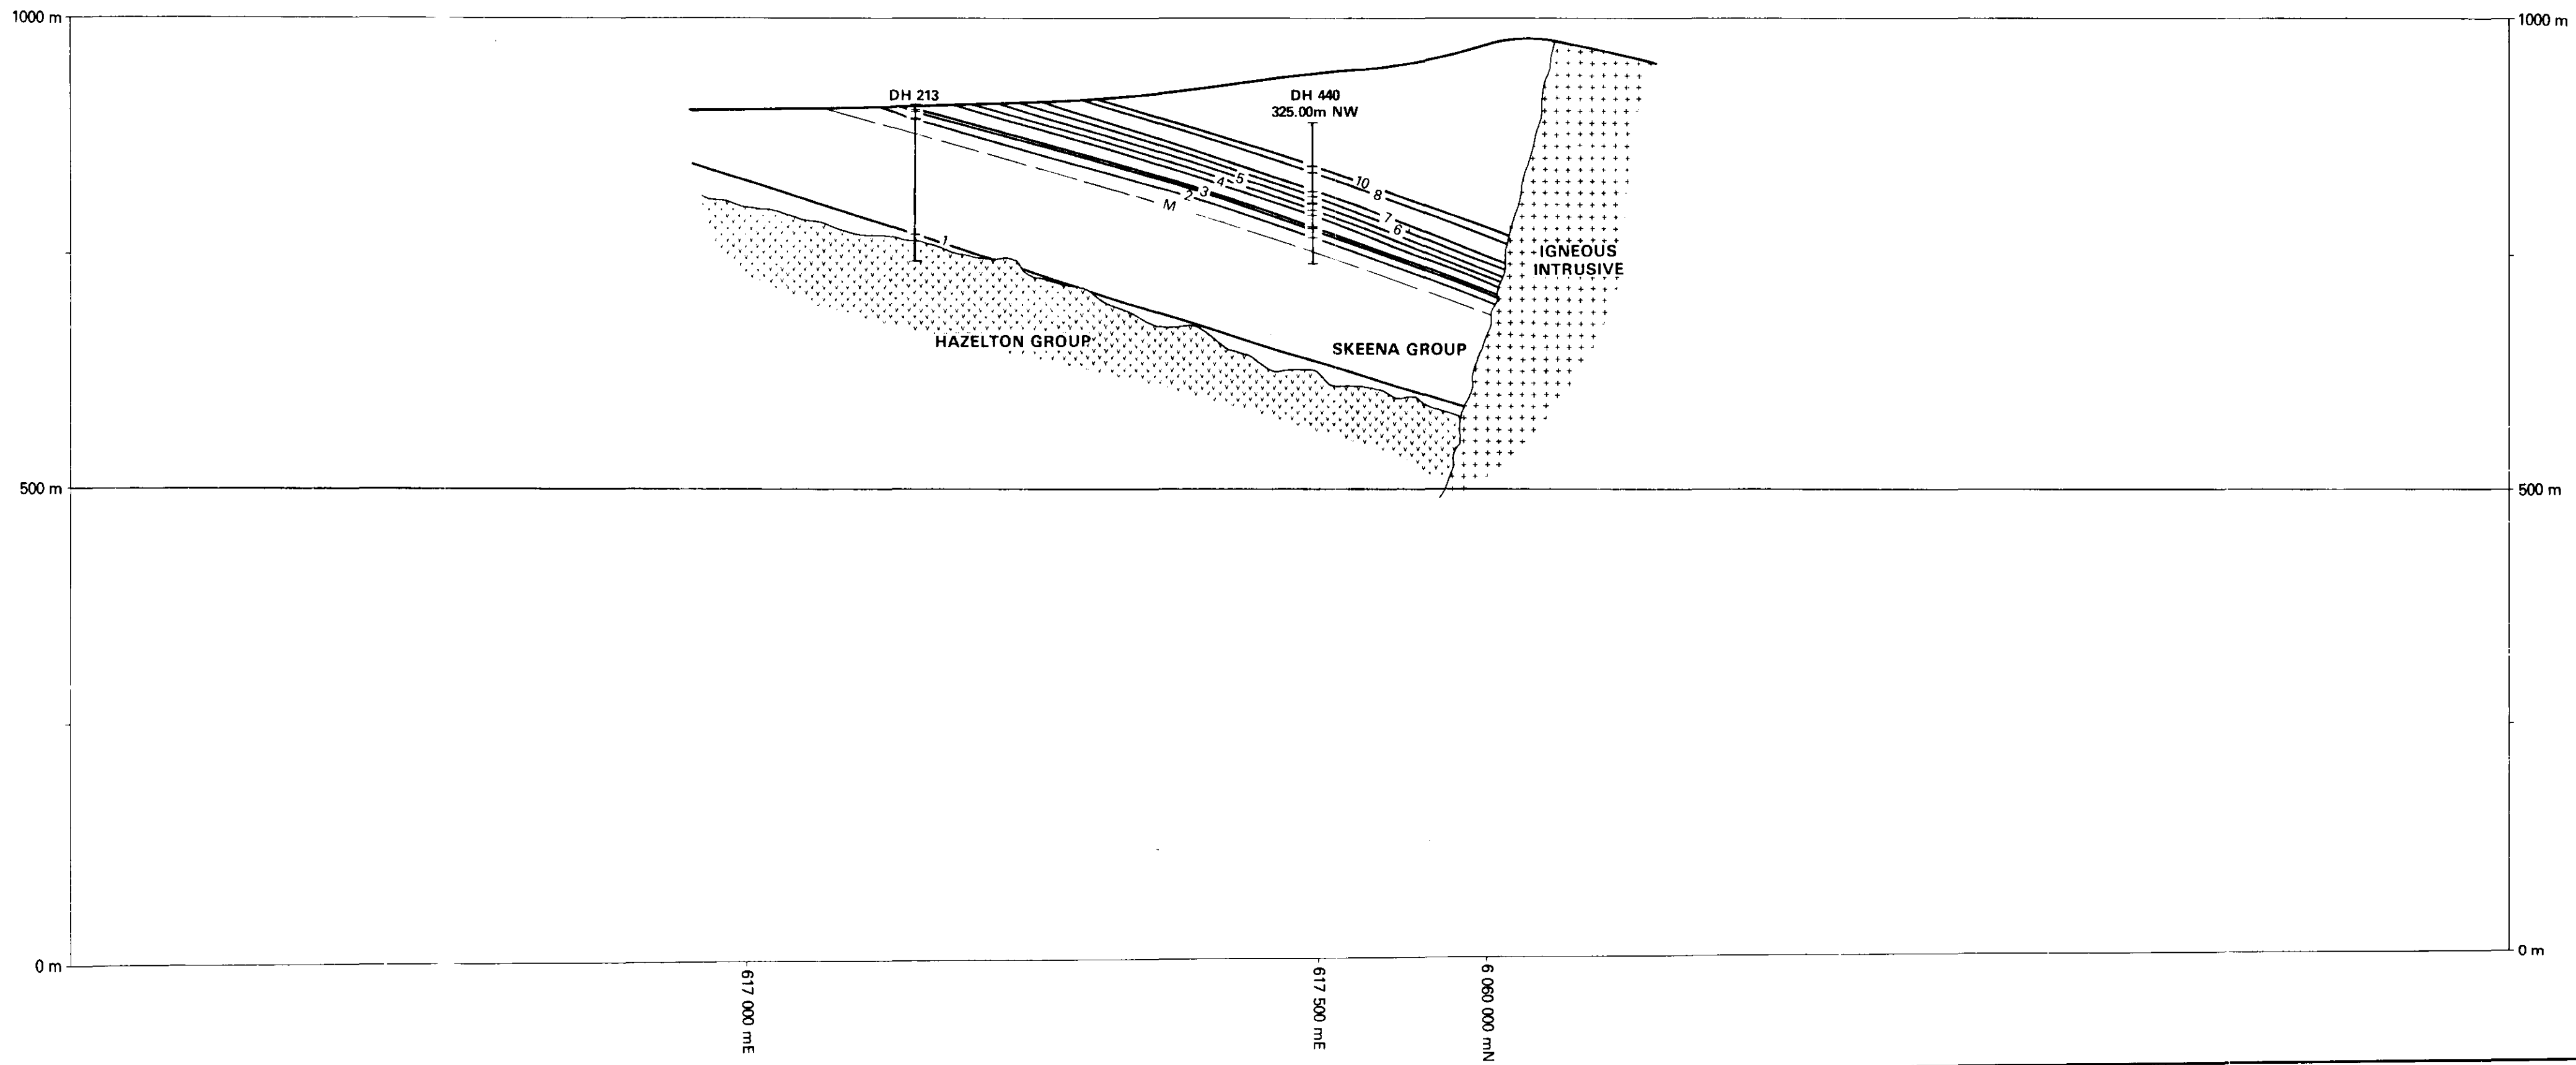 1000 m
1000 m
DH 213
DH 440
325.00m NW
10
8
5
4
3
2
M
7
6
1
IGNEOUS
INTRUSIVE
HAZELTON GROUP
SKEENA GROUP
500 m
500 m
0 m
0 m
617 000 mE
617 500 mE
6 060 000 mN